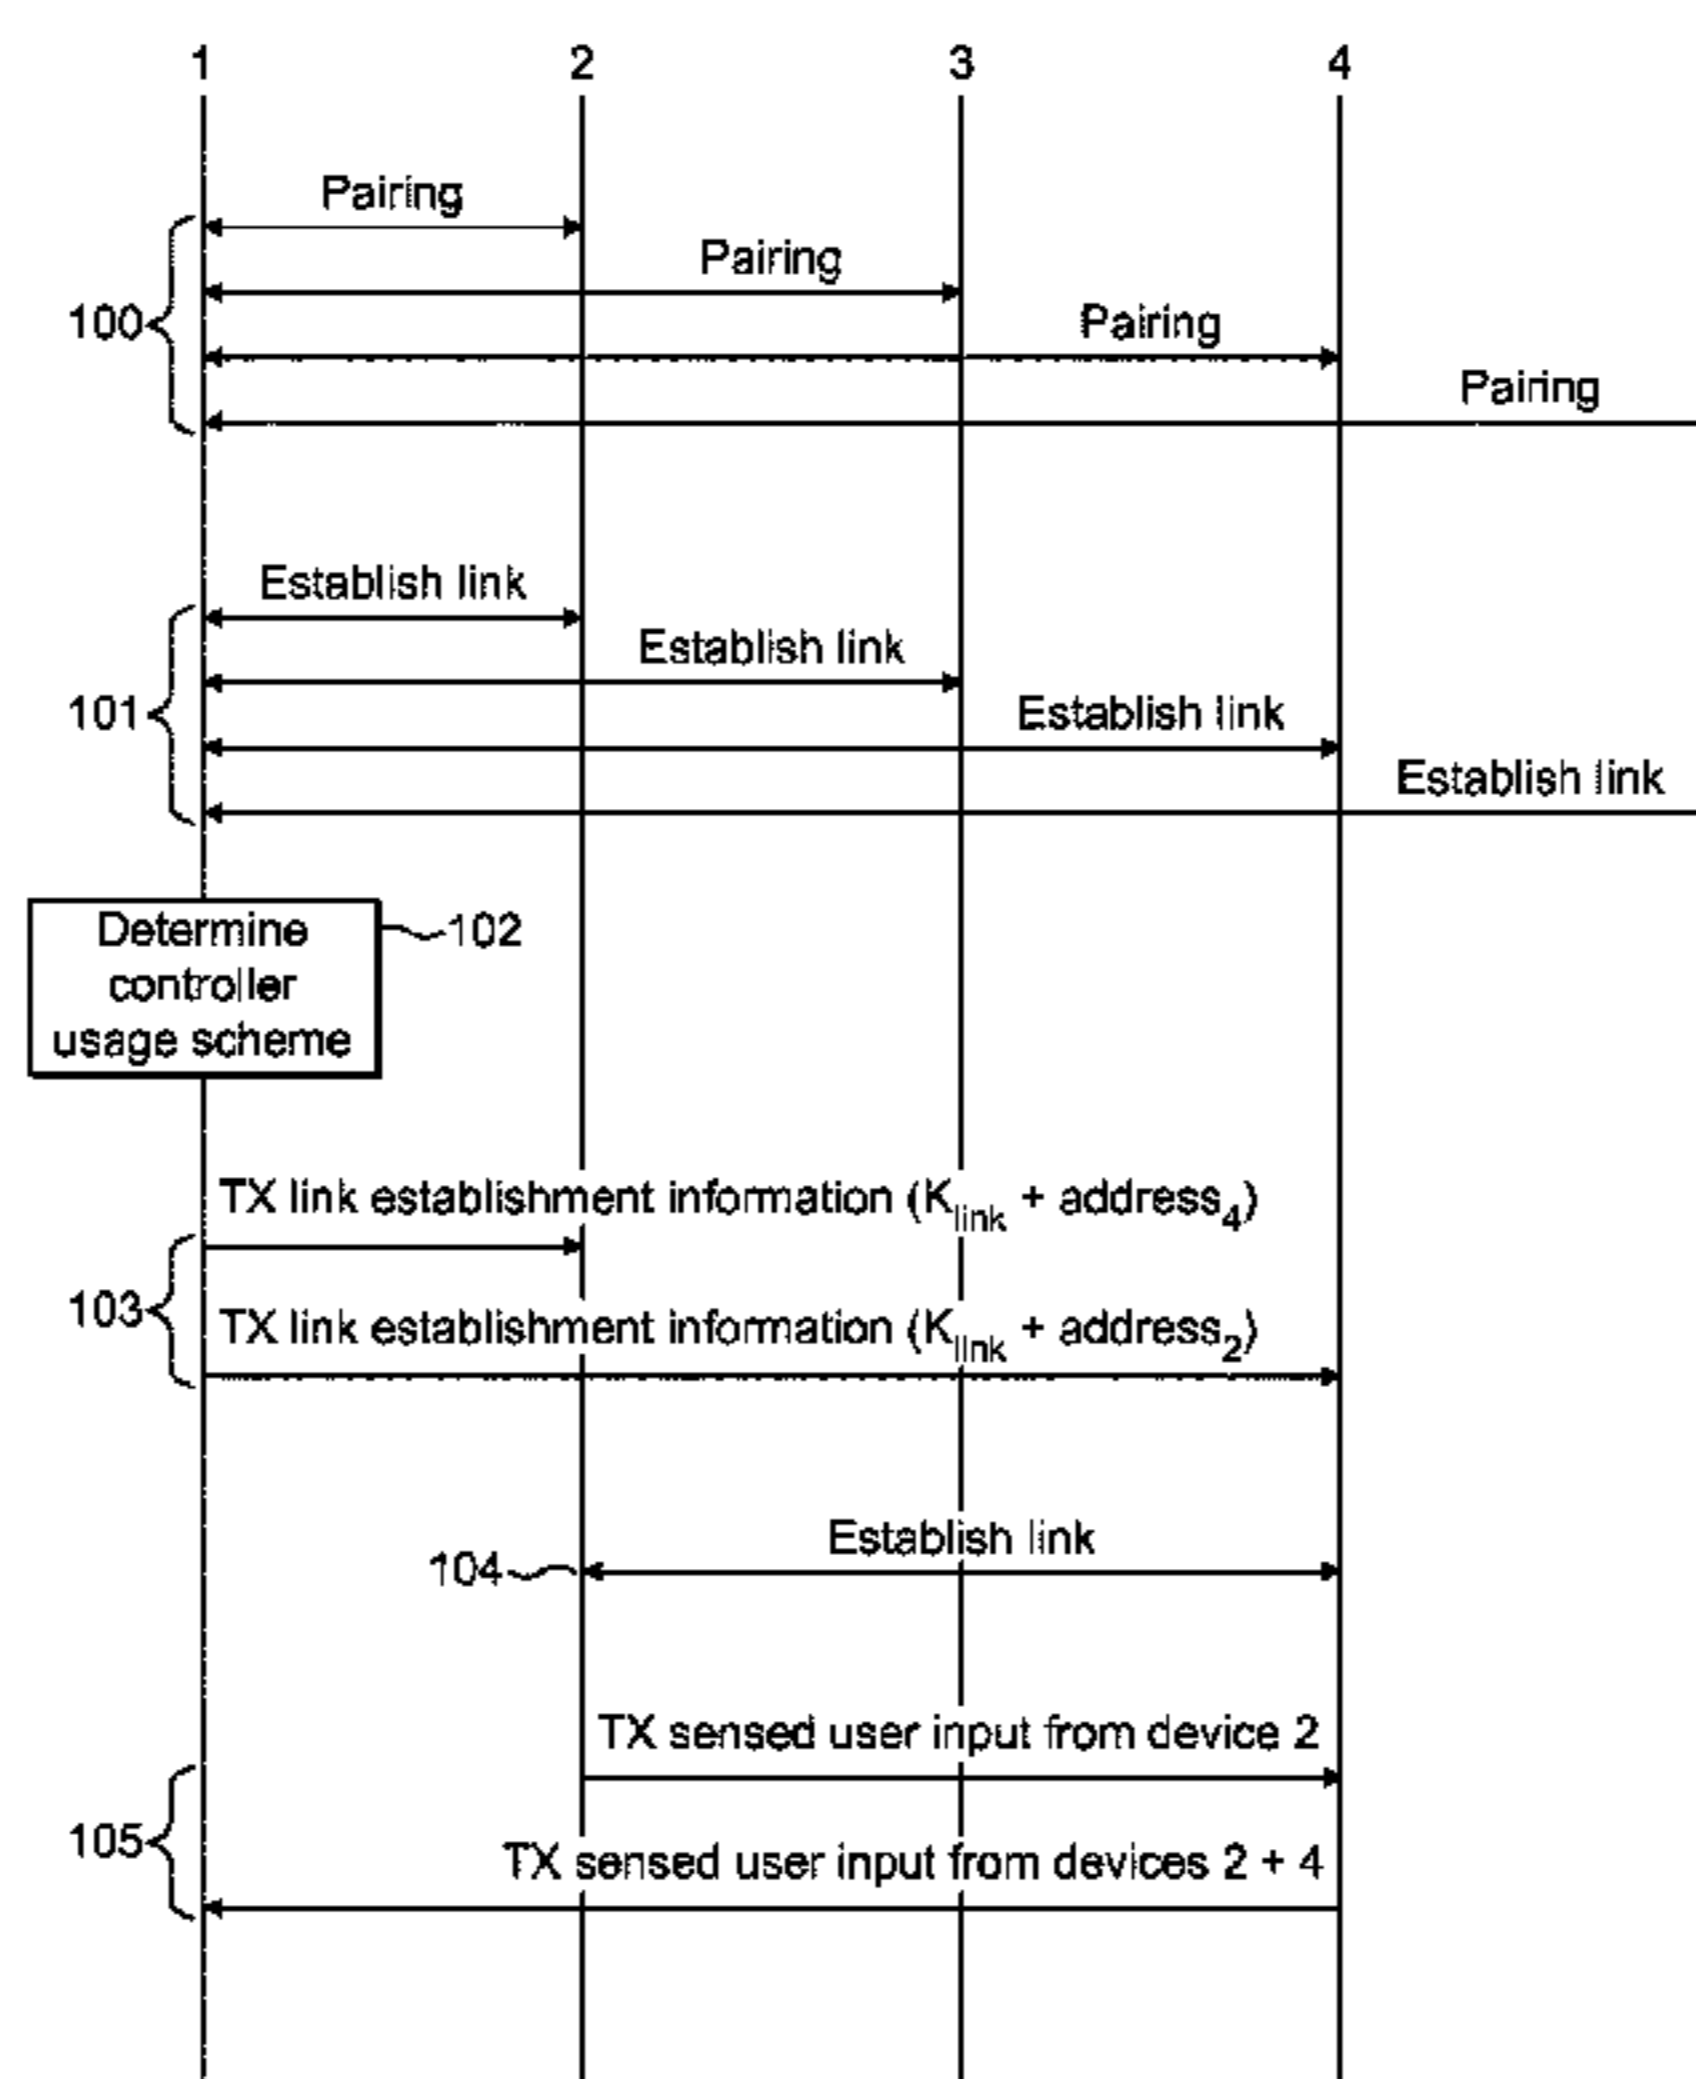 1 2 3 4
Pairing
Pairing
100
Pairing
Pairing
Establish link
Establish link
101
Establish link
Establish link
Determine
controller
usage scheme
102
TX link establishment information (Klink + address4)
103
TX link establishment information (Klink + address2)
Establish link
104
TX sensed user input from device 2
105
TX sensed user input from devices 2 + 4